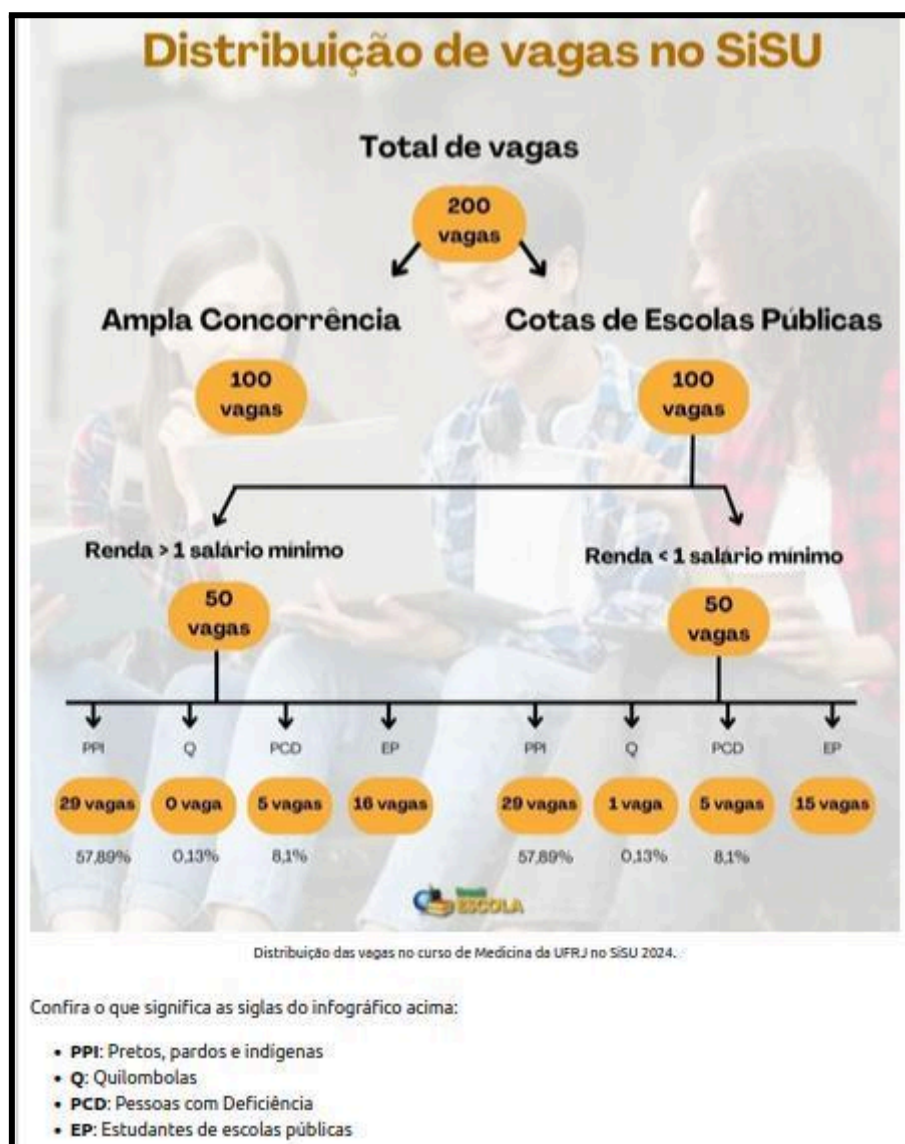 Distribuição de vagas no SiSU
Total de vagas
200
vagas
Ampla Concorrência
Cotas de Escolas Públicas
100
vagas
100
vagas
Renda > 1 salário mínimo
Renda < 1 salário mínimo
50
vagas
50
vagas
PPI Q PCD EP PPI Q PCD EP
29 vagas 0 vaga 5 vagas 16 vagas 29 vagas 1 vaga 5 vagas 15 vagas
57,89% 0,13% 8,1% 57,89% 0,13% 8,1%
ESCOLA
Distribuição das vagas no curso de Medicina da UFRJ no SiSU 2024.
Confira o que significa as siglas do infográfico acima:
• PPI: Pretos, pardos e indígenas
• Q: Quilombolas
• PCD: Pessoas com Deficiência
• EP: Estudantes de escolas públicas